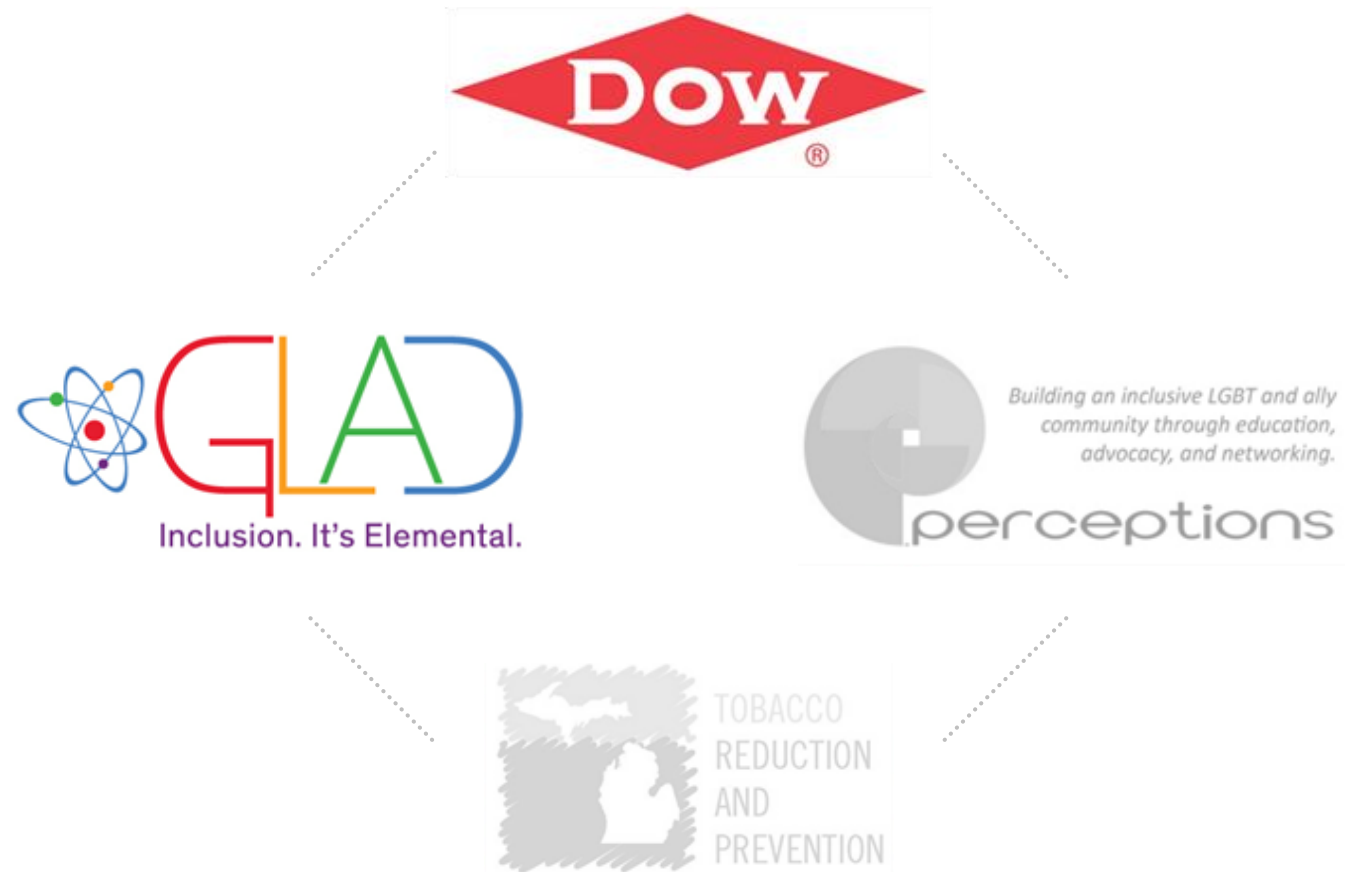 DOW
®
GLAD
Inclusion. It's Elemental.
Building an inclusive LGBT and ally
community through education,
advocacy, and networking.
perceptions
TOBACCO
REDUCTION
AND
PREVENTION